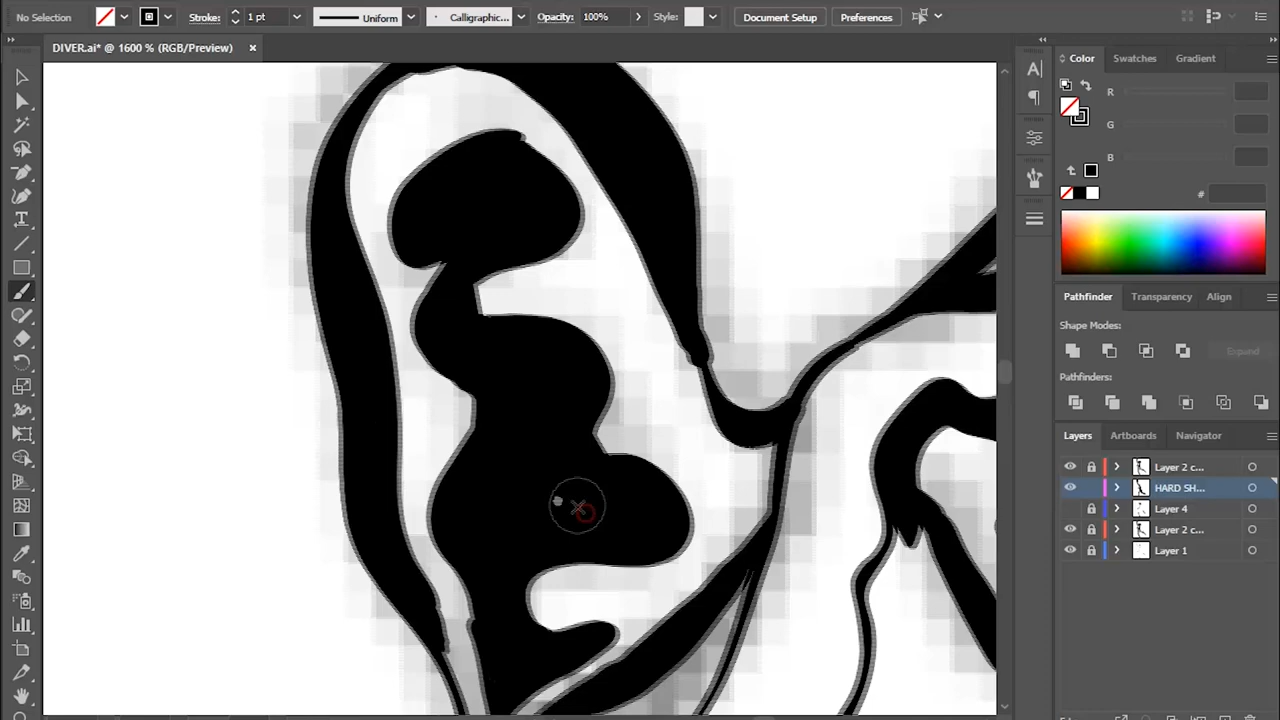 No Selection
Stroke:
1 pt
Uniform
Calligraphic...
Opacity:
100%
Style:
Document Setup
Preferences
DIVER.ai* @ 1600 % (RGB/Preview)
Color
Swatches
Gradient
R
G
B
#
Pathfinder
Transparency
Align
Shape Modes:
Expand
Pathfinders:
Layers
Artboards
Navigator
Layer 2 c...
HARD SH...
Layer 4
Layer 2 c...
Layer 1